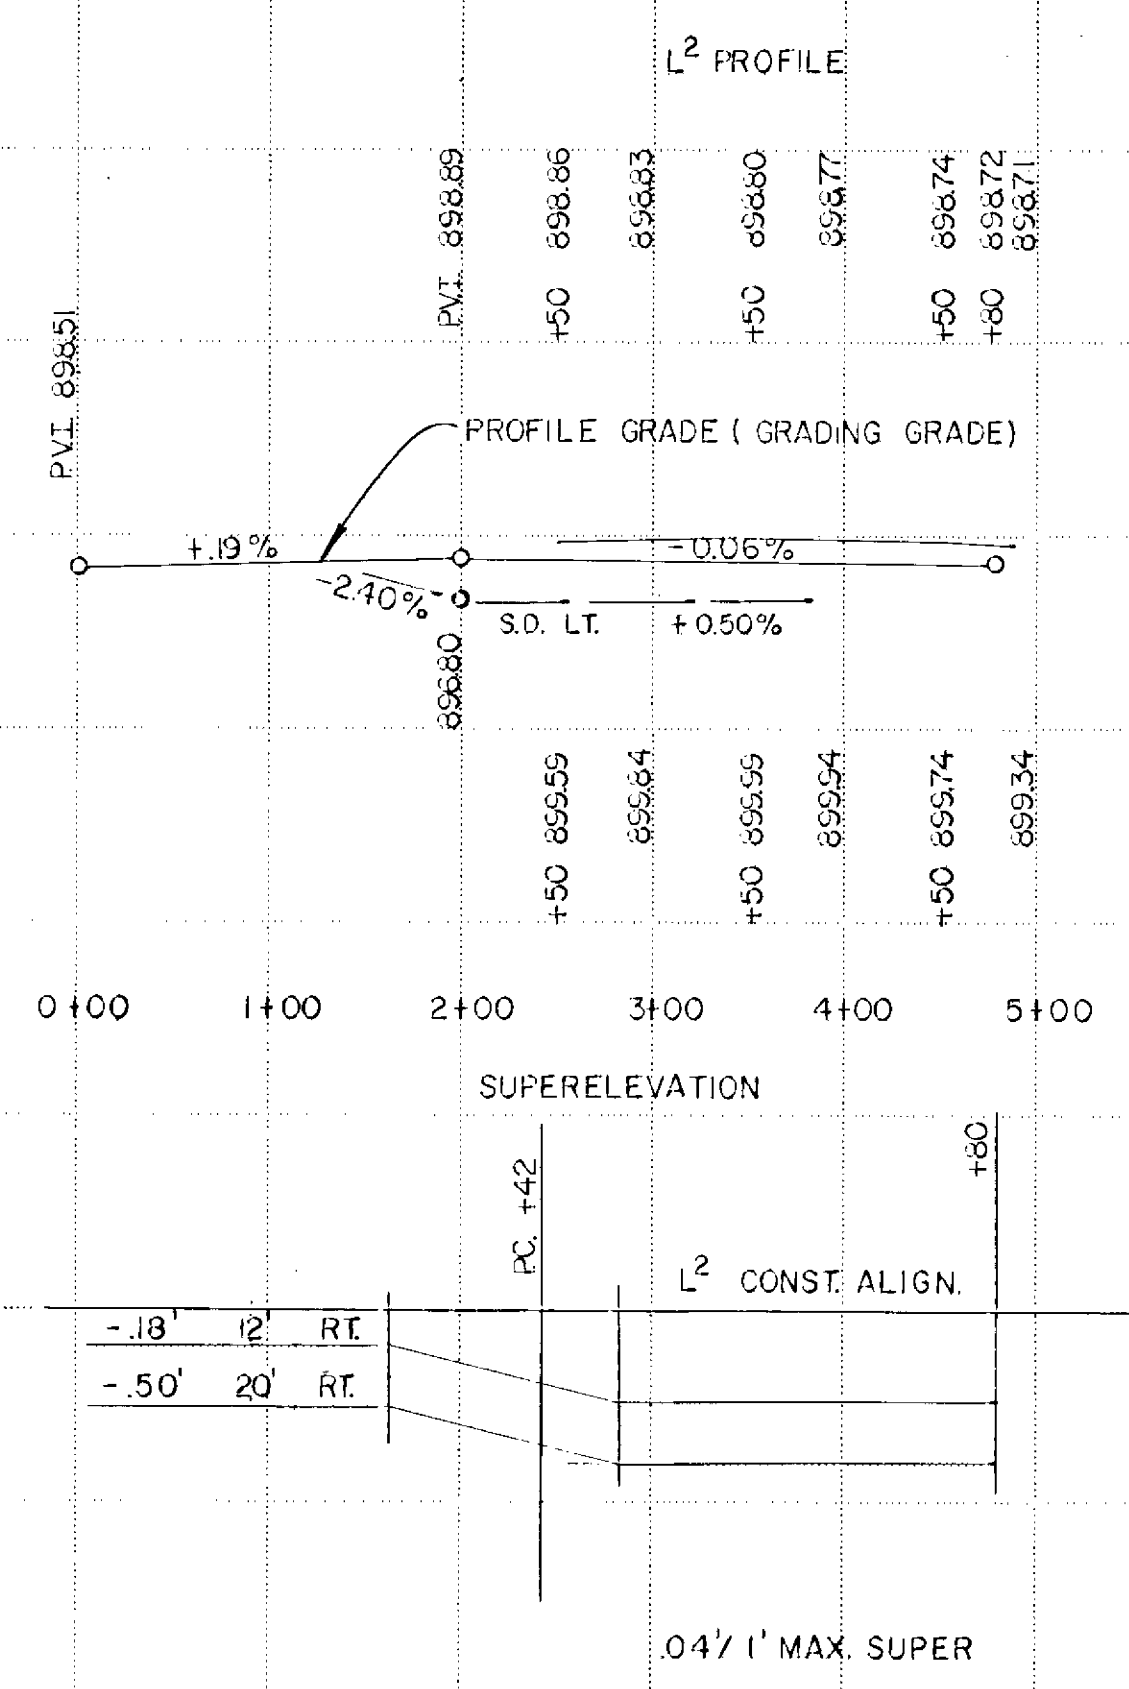 L² PROFILE
P.V.I. 898.51
P.V.I. 898.89
+50 898.86
898.83
+50 898.80
898.77
+50 898.74
+80 898.72
898.71
PROFILE GRADE (GRADING GRADE)
+.19%
-0.06%
-2.40%
S.D. LT. +0.50%
896.80
+50 899.59
899.84
+50 899.99
899.94
+50 899.74
899.34
0+00 1+00 2+00 3+00 4+00 5+00
SUPERELEVATION
P.C. +42
+80
L² CONST. ALIGN.
-.18' 12' RT.
-.50' 20' RT.
.04'/1' MAX. SUPER